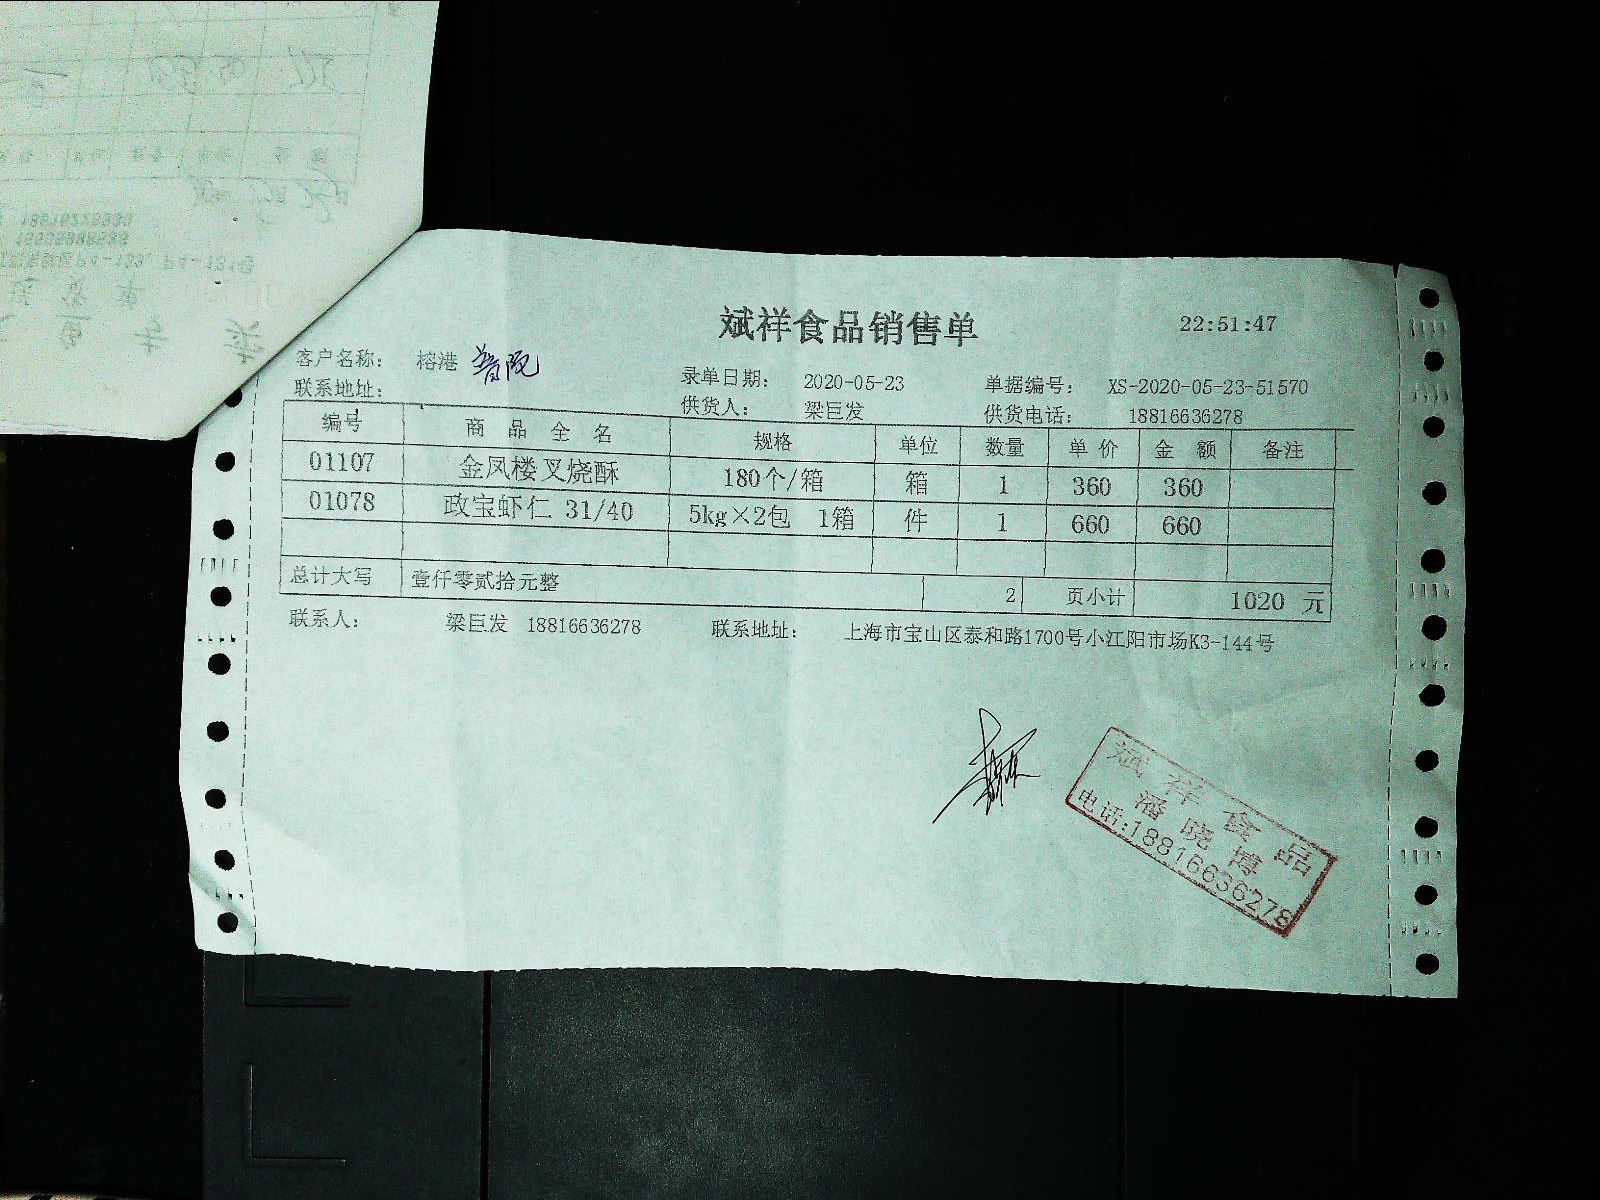 斌祥食品销售单
22:51:47
客户名称: 榕港 普陀
录单日期: 2020-05-23 单据编号: XS-2020-05-23-51570
联系地址:
供货人: 梁巨发 供货电话: 18816636278
编号 商品全名 规格 单位 数量 单价 金额 备注
01107 金凤楼叉烧酥 180个/箱 箱 1 360 360
01078 政宝虾仁 31/40 5kg×2包 1箱 件 1 660 660
总计大写 壹仟零贰拾元整 2 页小计 1020 元
联系人: 梁巨发 18816636278 联系地址: 上海市宝山区泰和路1700号小江阳市场K3-144号
斌祥食品
潘晓博
电话:18816636278